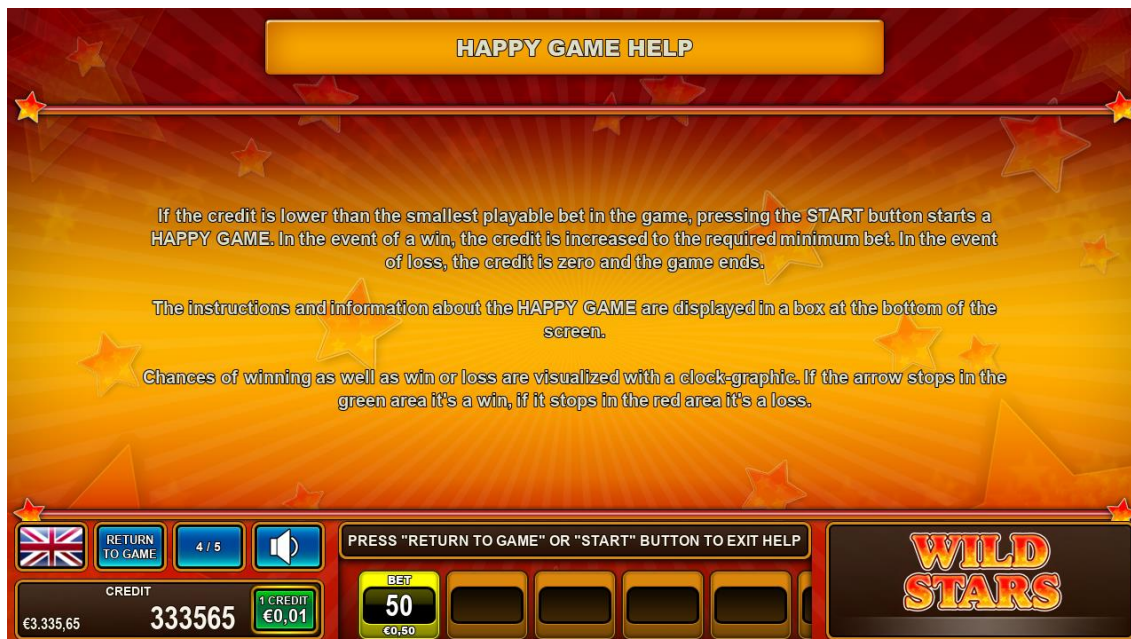 HAPPY GAME HELP
If the credit is lower than the smallest playable bet in the game, pressing the START button starts a
HAPPY GAME. In the event of a win, the credit is increased to the required minimum bet. In the event
of loss, the credit is zero and the game ends.
The instructions and information about the HAPPY GAME are displayed in a box at the bottom of the
screen.
Chances of winning as well as win or loss are visualized with a clock-graphic. If the arrow stops in the
green area it's a win, if it stops in the red area it's a loss.
RETURN
TO GAME
4 / 5
PRESS "RETURN TO GAME" OR "START" BUTTON TO EXIT HELP
CREDIT
€3.335,65
333565
1 CREDIT
€0,01
BET
50
€0,50
WILD
STARS